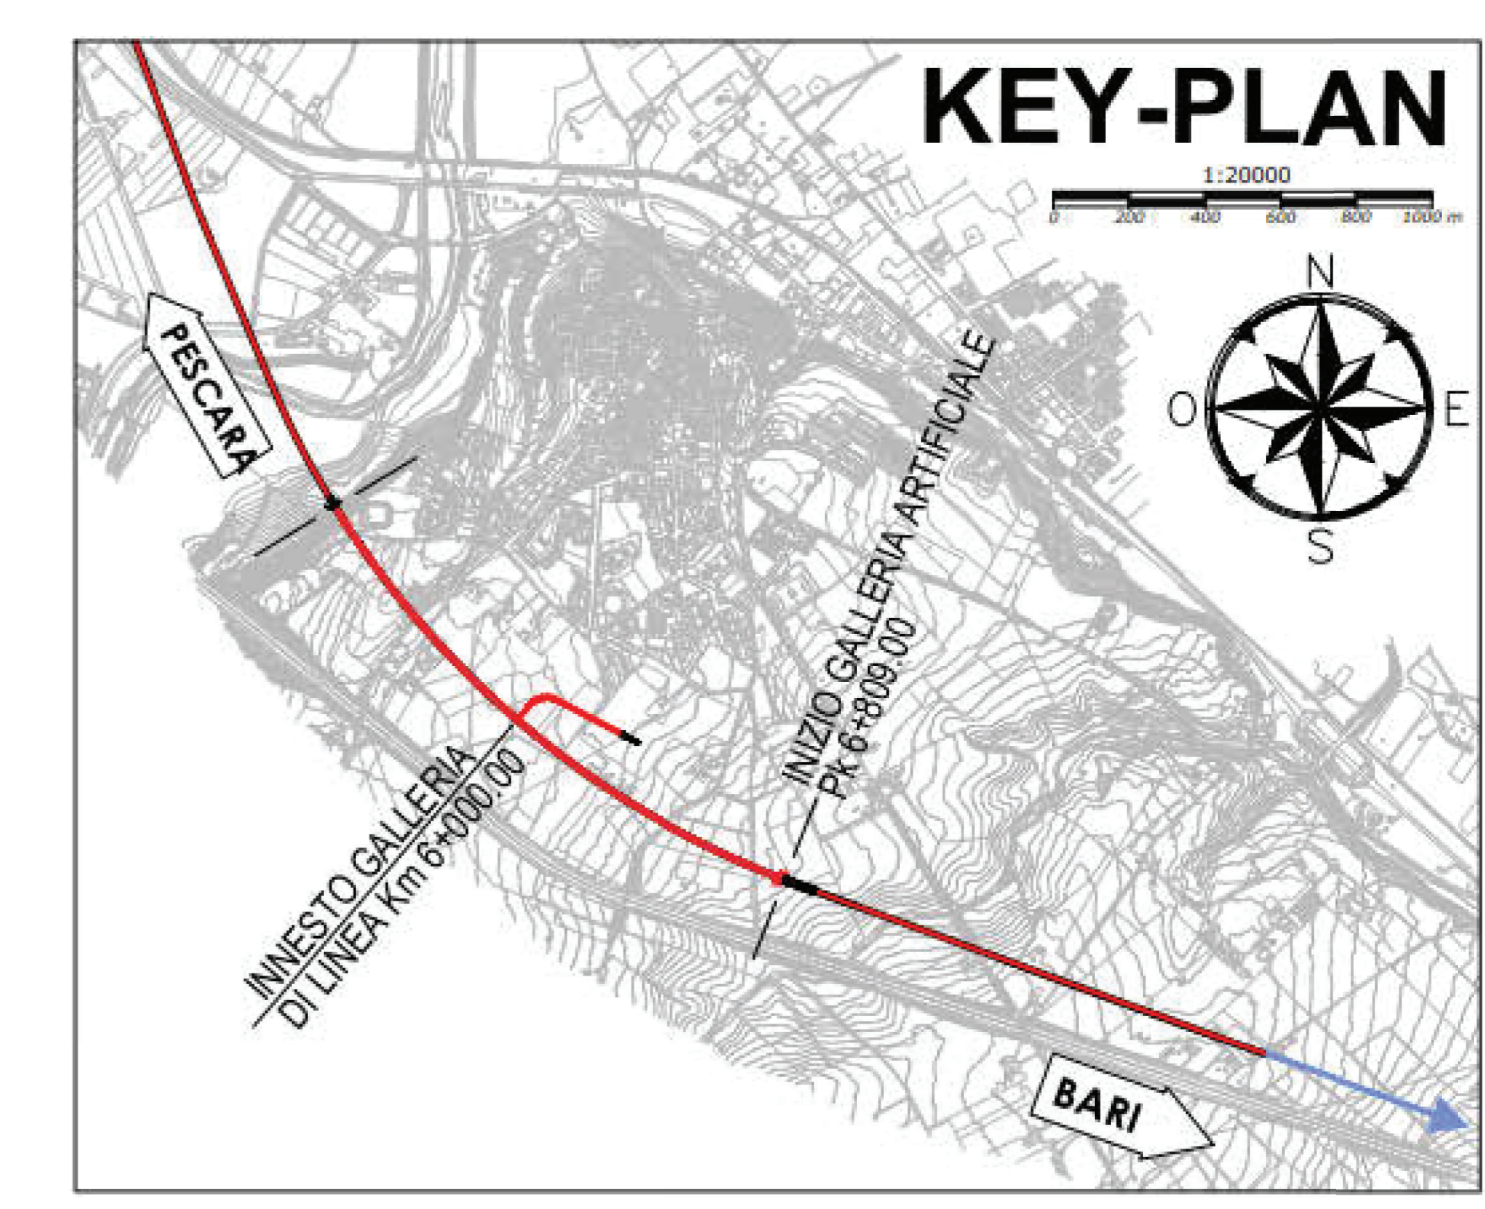 KEY-PLAN
1:20000
0 200 400 600 800 1000 m
N
O E
S
PESCARA
INIZIO GALLERIA ARTIFICIALE
Pk 6+809.00
INNESTO GALLLERIA
DI LINEA Km 6+000.00
BARI